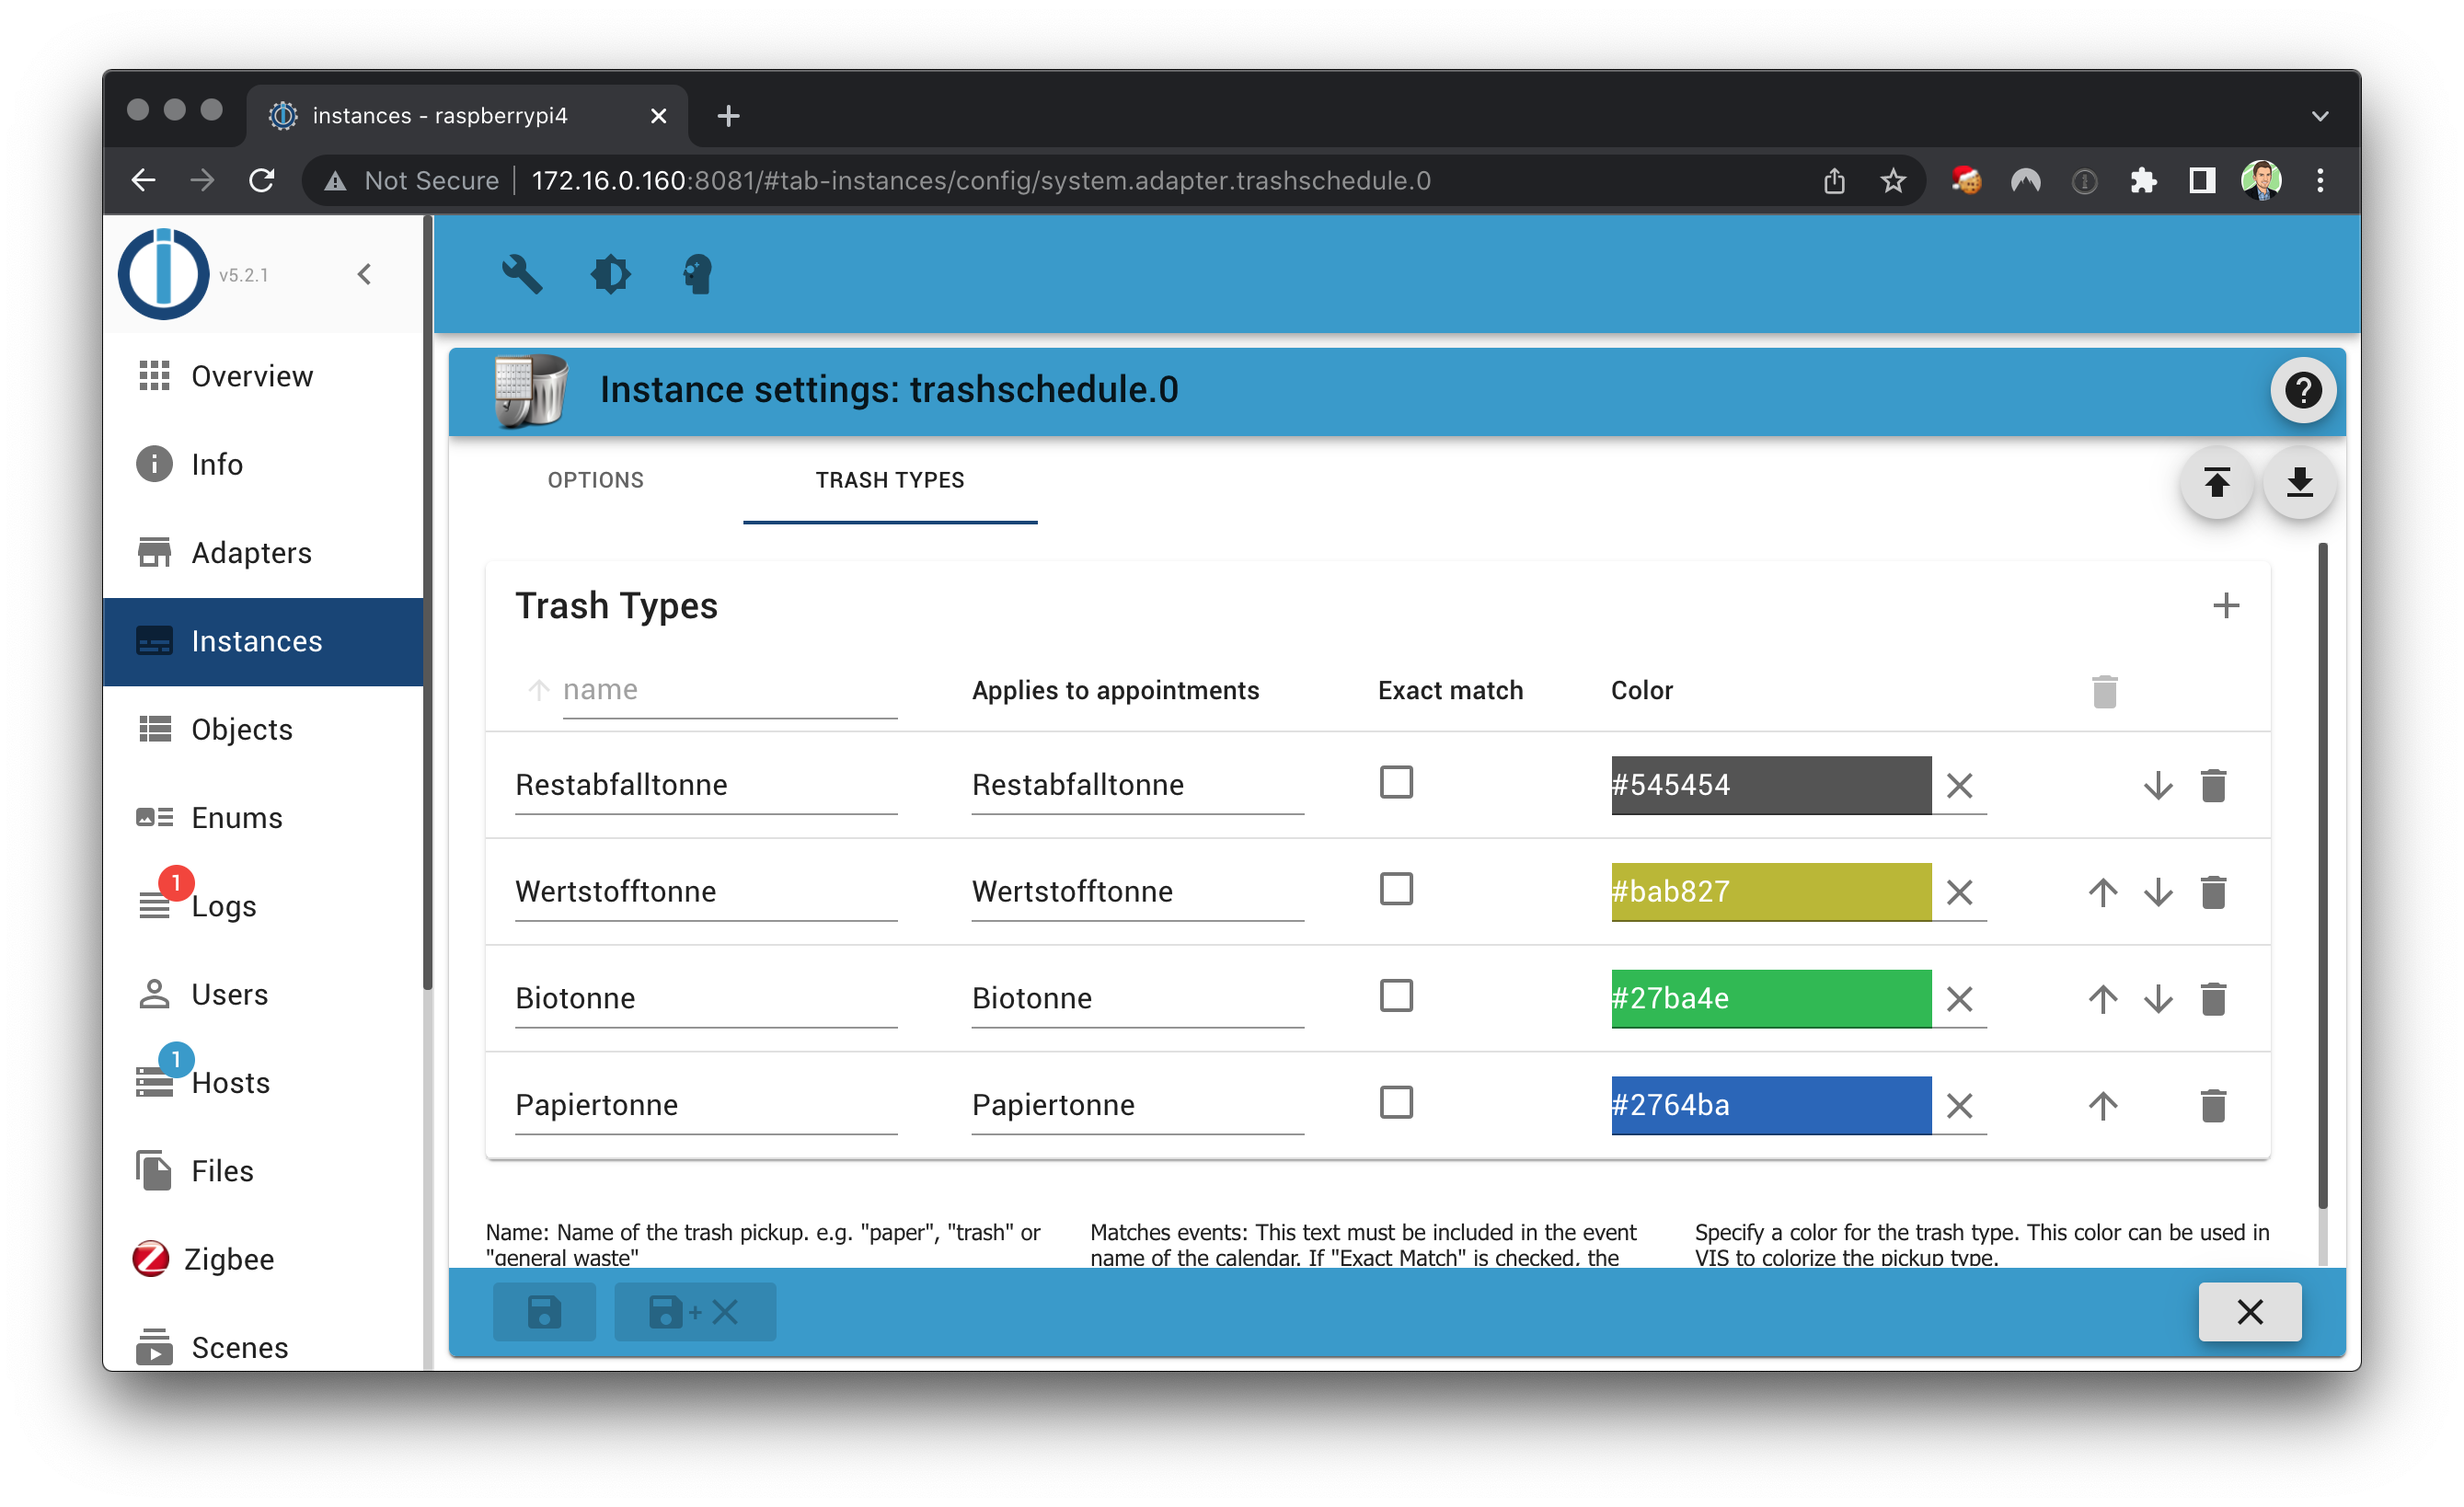 instances - raspberrypi4
Not Secure 172.16.0.160:8081/#tab-instances/config/system.adapter.trashschedule.0
v5.2.1
Overview
Info
Adapters
Instances
Objects
Enums
1
Logs
Users
1
Hosts
Files
Zigbee
Scenes
Instance settings: trashschedule.0
OPTIONS TRASH TYPES
Trash Types
name Applies to appointments Exact match Color
Restabfalltonne Restabfalltonne #545454
Wertstofftonne Wertstofftonne #bab827
Biotonne Biotonne #27ba4e
Papiertonne Papiertonne #2764ba
Name: Name of the trash pickup. e.g. "paper", "trash" or
"general waste"
Matches events: This text must be included in the event
name of the calendar. If "Exact Match" is checked, the
Specify a color for the trash type. This color can be used in
VIS to colorize the pickup type.
+